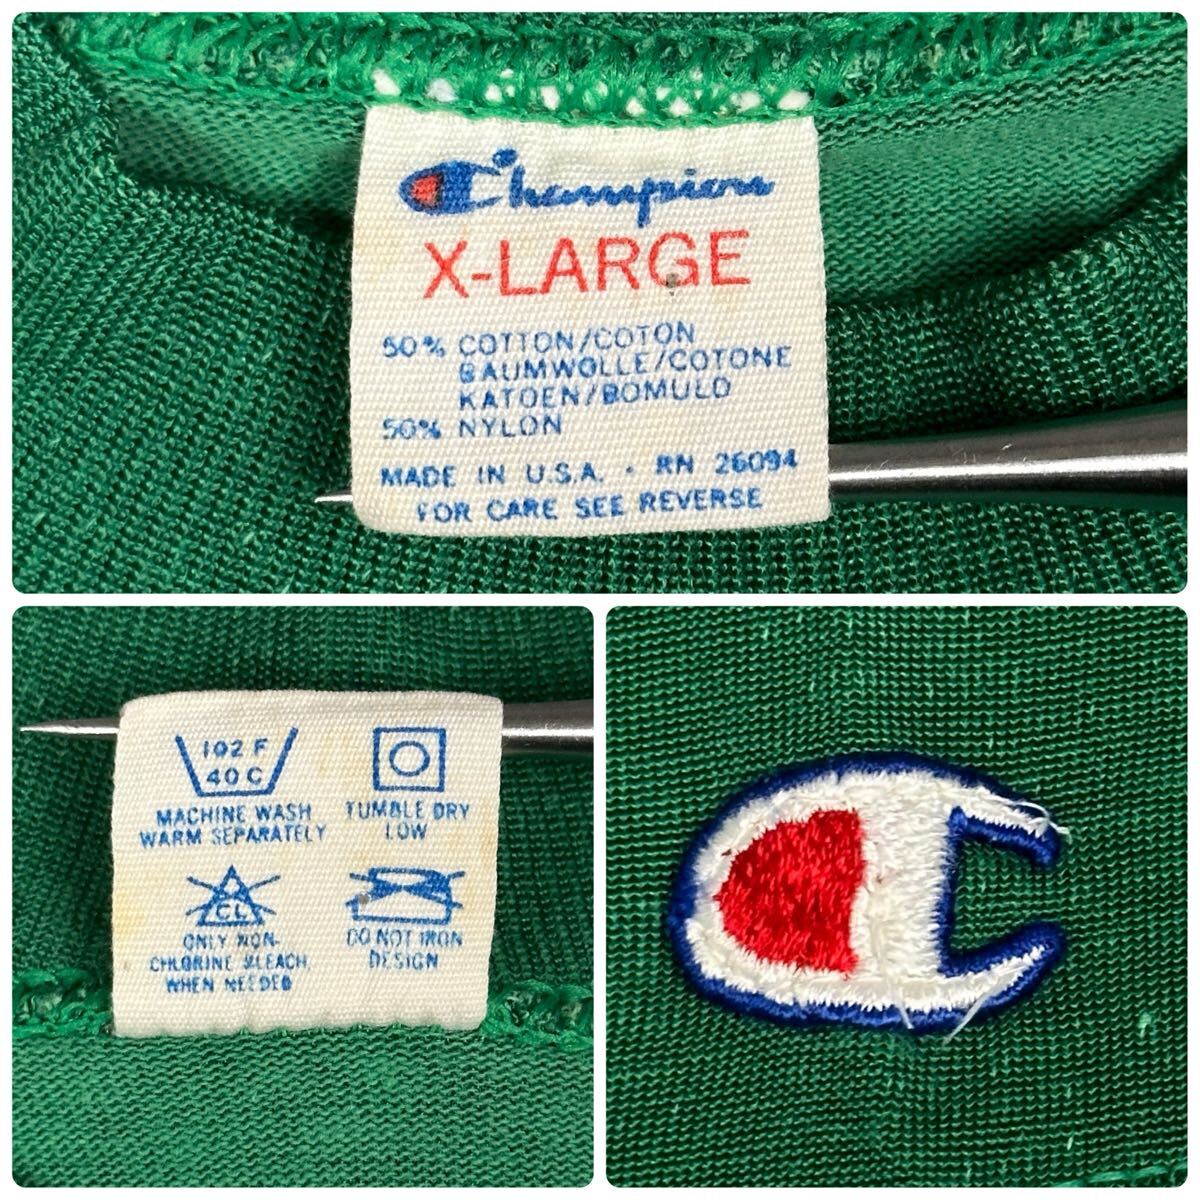 Champion
X-LARGE
50% COTTON/COTON
BAUMWOLLE/COTONE
KATOEN/BOMULD
50% NYLON
MADE IN U.S.A. • RN 26094
FOR CARE SEE REVERSE
102 F
40 C
MACHINE WASH
WARM SEPARATELY
TUMBLE DRY
LOW
CL
ONLY NON-
CHLORINE BLEACH
WHEN NEEDED
DO NOT IRON
DESIGN